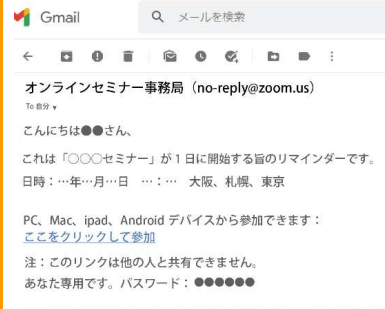 Gmail
メールを検索
オンラインセミナー事務局（no-reply@zoom.us）
To 自分
こんにちは●●さん、
これは「○○○セミナー」が 1 日に開始する旨のリマインダーです。
日時：…年…月…日　…：…　大阪、札幌、東京
PC、Mac、ipad、Android デバイスから参加できます：
ここをクリックして参加
注：このリンクは他の人と共有できません。
あなた専用です。パスワード：●●●●●●